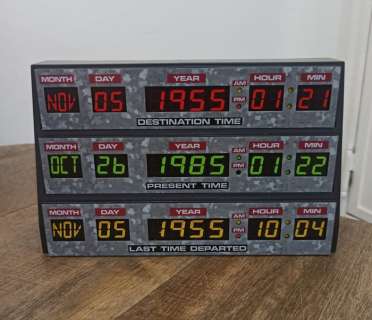 MONTH DAY YEAR AM HOUR MIN
NOV 05 1955 PM 01 21
DESTINATION TIME
MONTH DAY YEAR AM HOUR MIN
OCT 26 1985 PM 01 22
PRESENT TIME
MONTH DAY YEAR AM HOUR MIN
NOV 05 1955 PM 10 04
LAST TIME DEPARTED